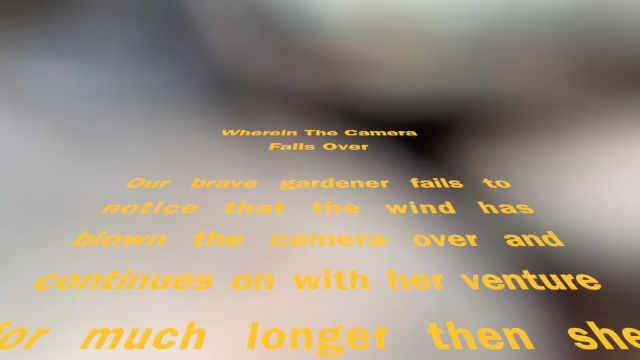 Wherein The Camera
Falls Over
Our brave gardener fails to
notice that the wind has
blown the camera over and
continues on with her venture
for much longer then she